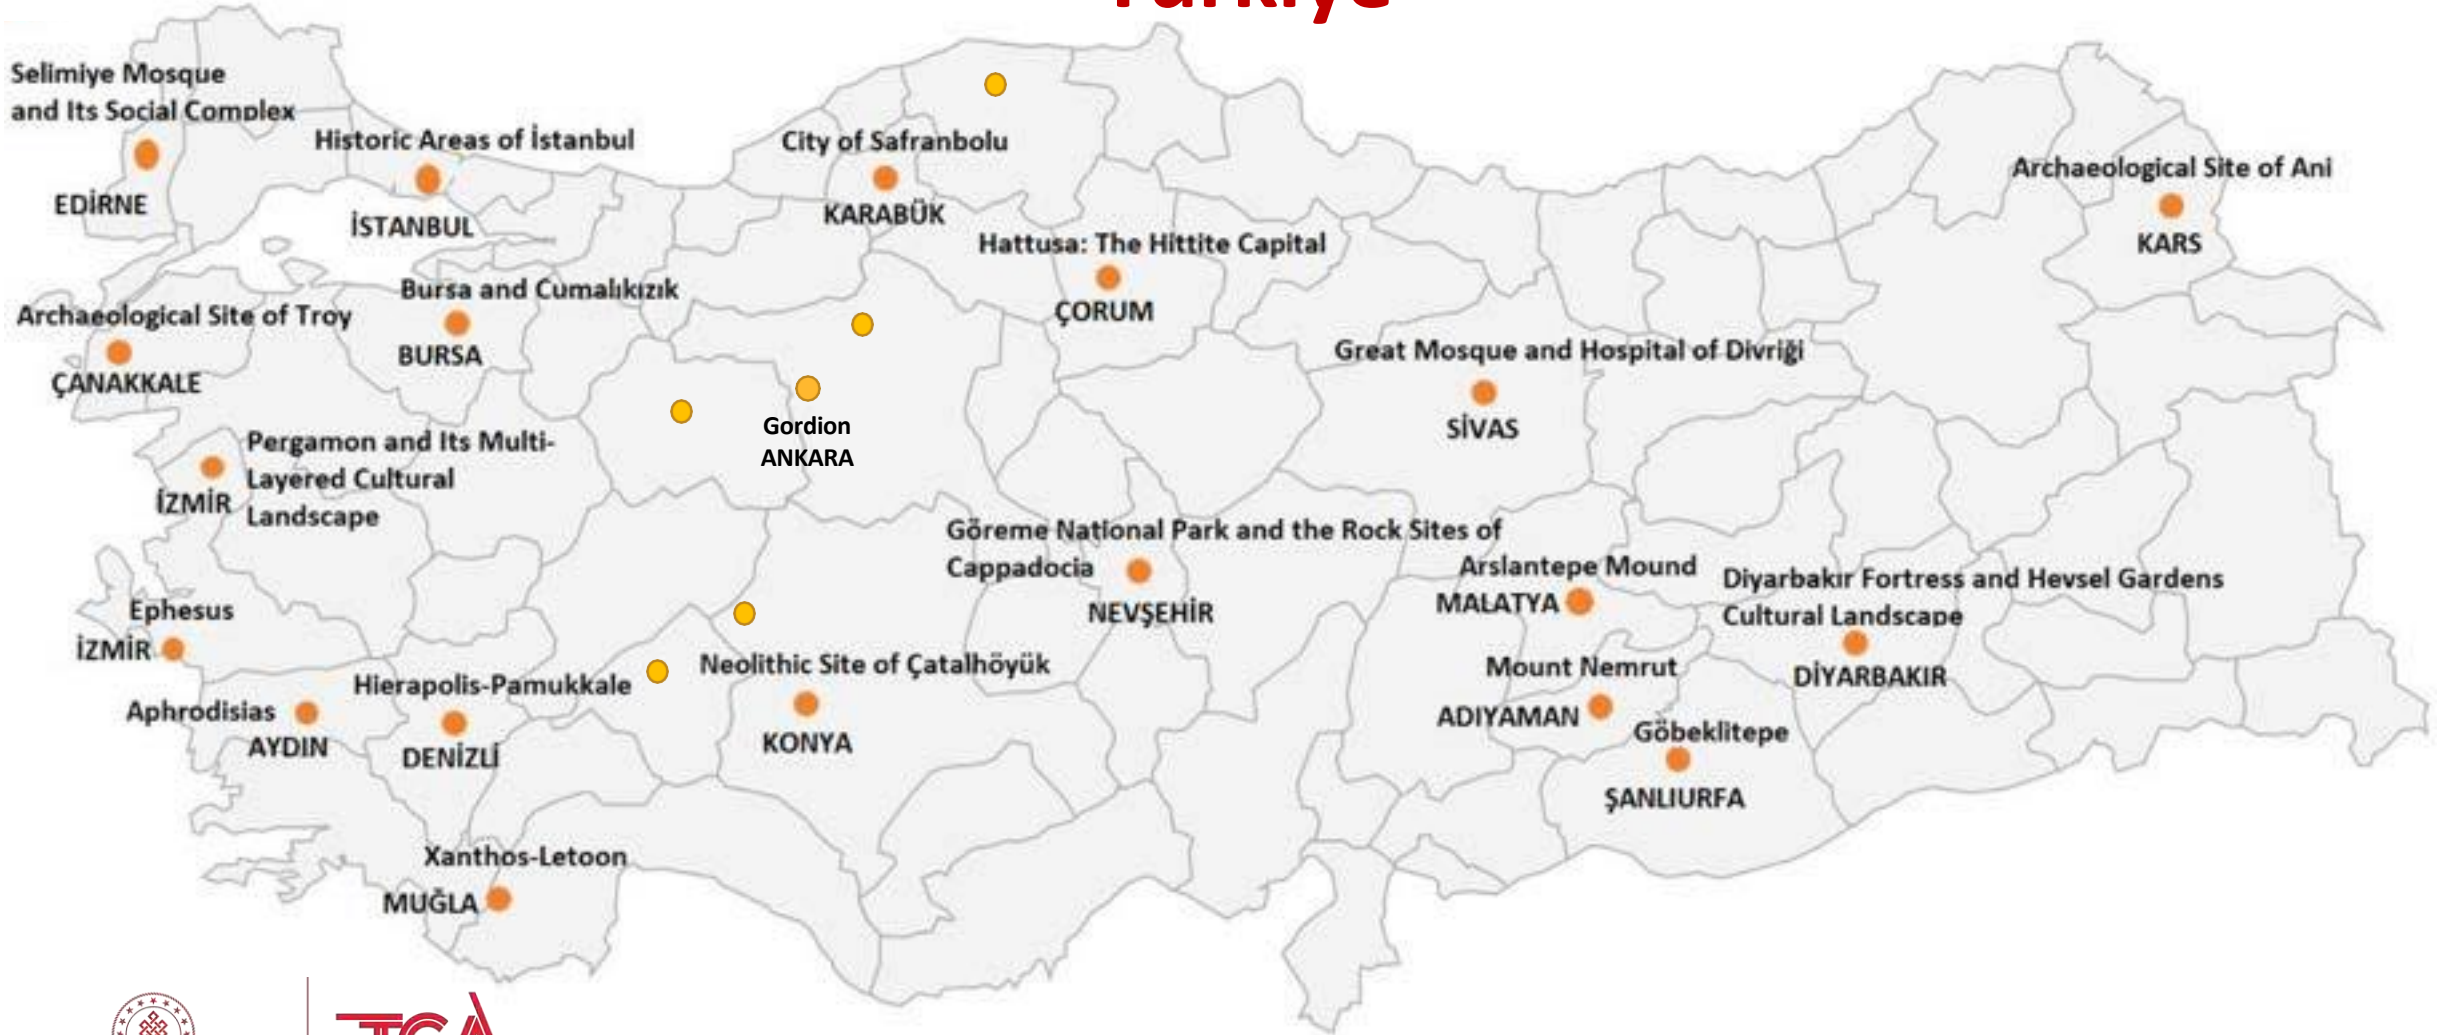 Türkiye
Selimiye Mosque
and Its Social Complex
EDİRNE
Historic Areas of İstanbul
İSTANBUL
City of Safranbolu
KARABÜK
Archaeological Site of Ani
KARS
Hattusa: The Hittite Capital
ÇORUM
Bursa and Cumalıkızık
BURSA
Archaeological Site of Troy
ÇANAKKALE
Great Mosque and Hospital of Divriği
SİVAS
Gordion
ANKARA
Pergamon and Its Multi-
Layered Cultural
Landscape
İZMİR
Göreme National Park and the Rock Sites of
Cappadocia
NEVŞEHİR
Arslantepe Mound
MALATYA
Diyarbakır Fortress and Hevsel Gardens
Cultural Landscape
DİYARBAKIR
Ephesus
İZMİR
Neolithic Site of Çatalhöyük
KONYA
Mount Nemrut
ADIYAMAN
Hierapolis-Pamukkale
DENİZLİ
Aphrodisias
AYDIN
Göbeklitepe
ŞANLIURFA
Xanthos-Letoon
MUĞLA
TGA